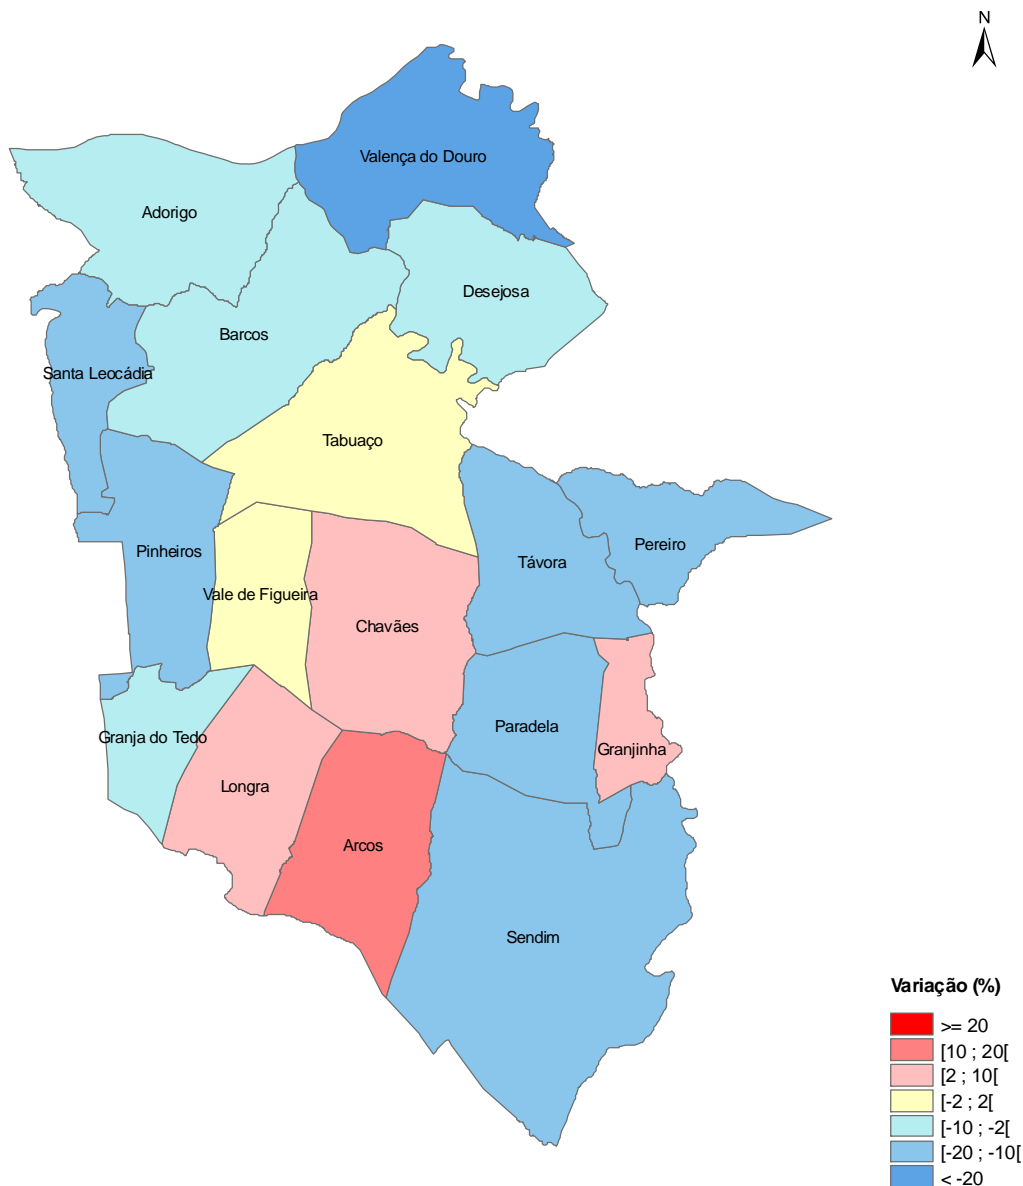 N
Valença do Douro
Adorigo
Desejosa
Barcos
Santa Leocádia
Tabuaço
Pereiro
Pinheiros
Távora
Vale de Figueira
Chavães
Paradela
Granja do Tedo
Granjinha
Longra
Arcos
Sendim
Variação (%)
>= 20
[10 ; 20[
[2 ; 10[
[-2 ; 2[
[-10 ; -2[
[-20 ; -10[
< -20